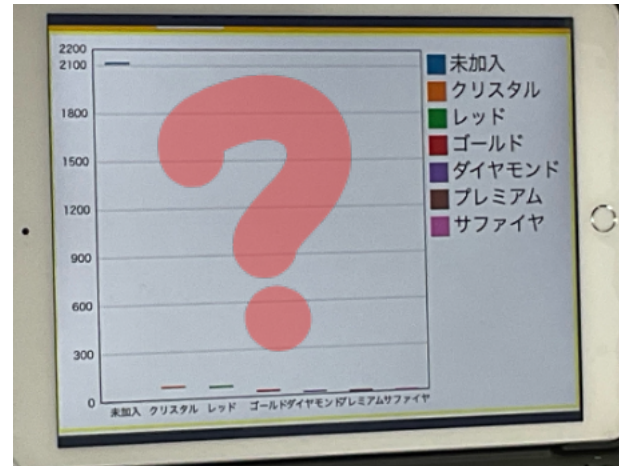 2200
2100
1800
1500
1200
900
600
300
0
未加入 クリスタル レッド ゴールド ダイヤモンド プレミアム サファイヤ
未加入
クリスタル
レッド
ゴールド
ダイヤモンド
プレミアム
サファイヤ
?